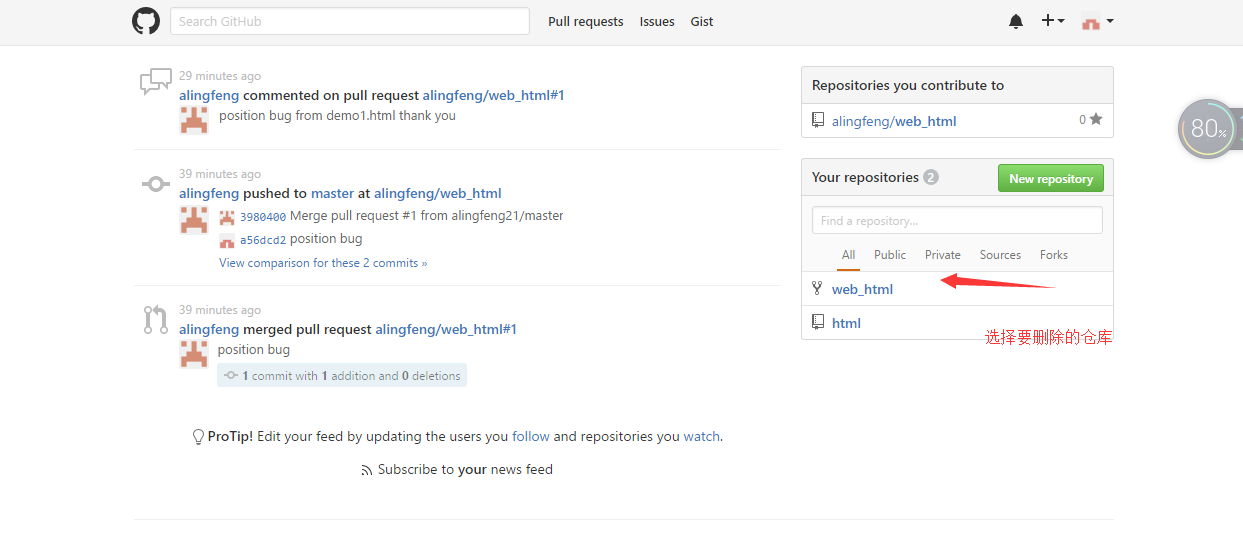 Search GitHub
Pull requests Issues Gist
29 minutes ago
alingfeng commented on pull request alingfeng/web_html#1
position bug from demo1.html thank you
39 minutes ago
alingfeng pushed to master at alingfeng/web_html
3980400 Merge pull request #1 from alingfeng21/master
a56dcd2 position bug
View comparison for these 2 commits »
39 minutes ago
alingfeng merged pull request alingfeng/web_html#1
position bug
1 commit with 1 addition and 0 deletions
ProTip! Edit your feed by updating the users you follow and repositories you watch.
Subscribe to your news feed
Repositories you contribute to
alingfeng/web_html 0
Your repositories 2 New repository
Find a repository...
All Public Private Sources Forks
web_html
html
选择要删除的仓库
80%